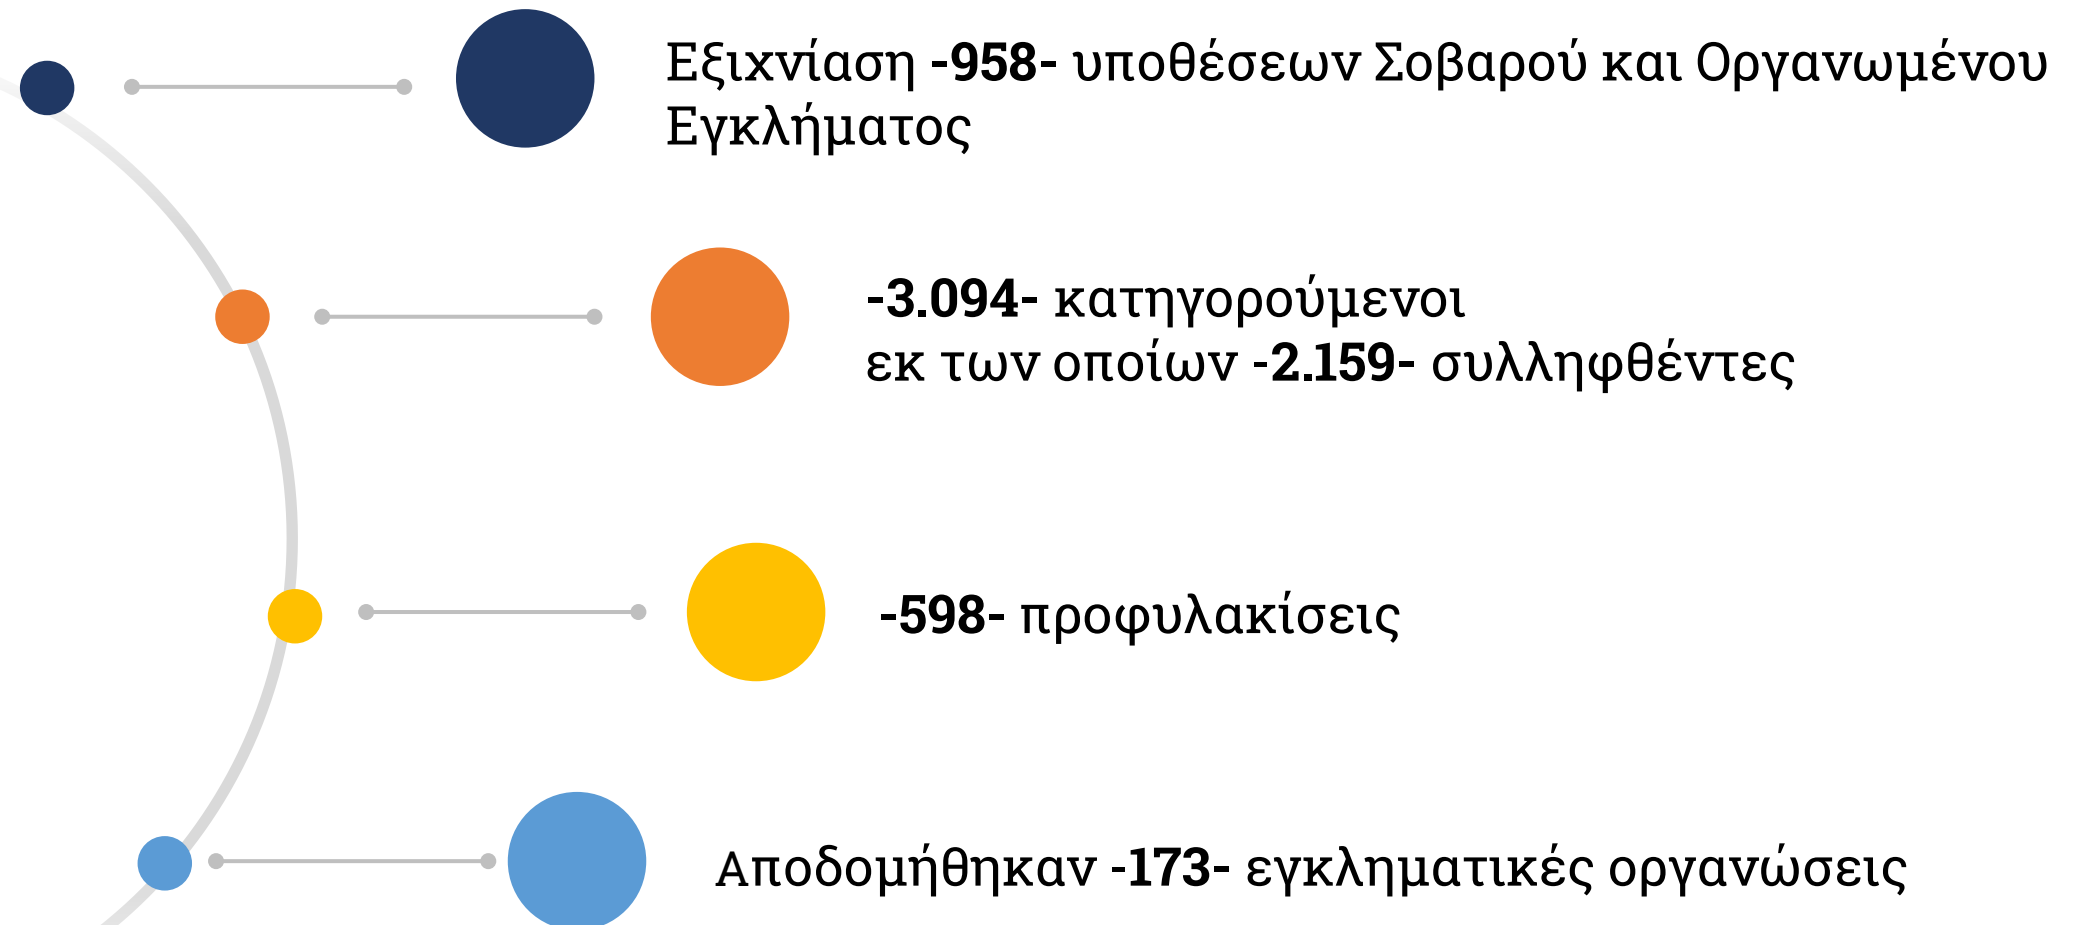 Εξιχνίαση -958- υποθέσεων Σοβαρού και Οργανωμένου
Εγκλήματος
-3.094- κατηγορούμενοι
εκ των οποίων -2.159- συλληφθέντες
-598- προφυλακίσεις
Αποδομήθηκαν -173- εγκληματικές οργανώσεις